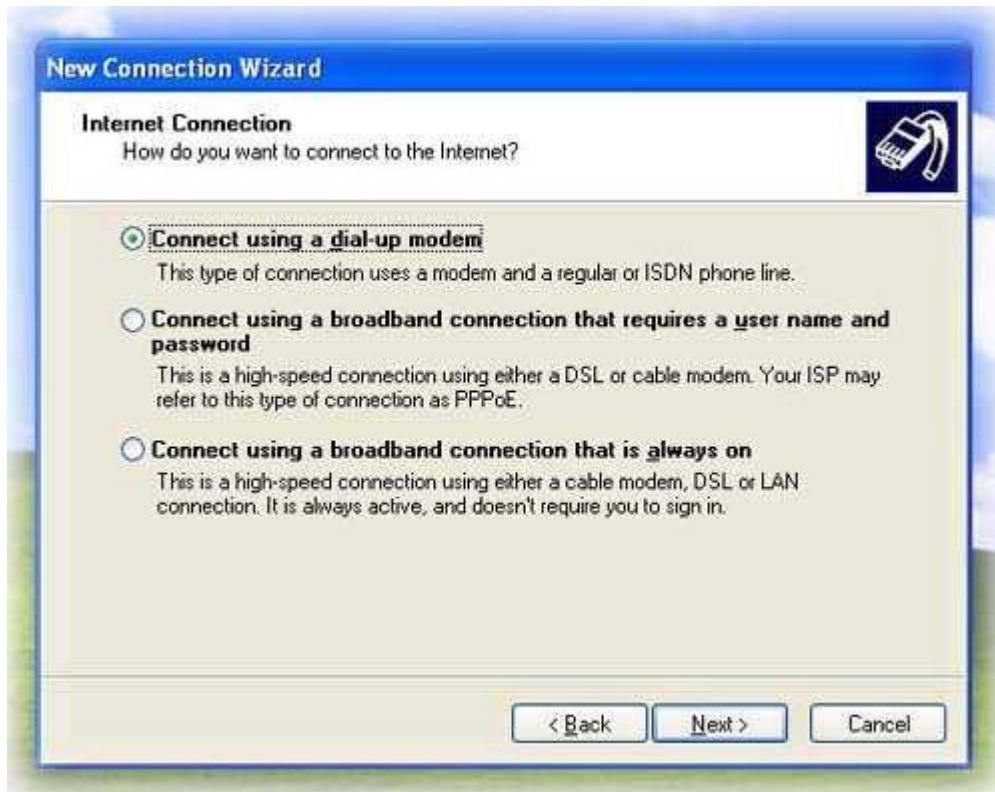 New Connection Wizard
Internet Connection
How do you want to connect to the Internet?
Connect using a dial-up modem
This type of connection uses a modem and a regular or ISDN phone line.
Connect using a broadband connection that requires a user name and
password
This is a high-speed connection using either a DSL or cable modem. Your ISP may
refer to this type of connection as PPPoE.
Connect using a broadband connection that is always on
This is a high-speed connection using either a cable modem, DSL or LAN
connection. It is always active, and doesn't require you to sign in.
< Back Next > Cancel